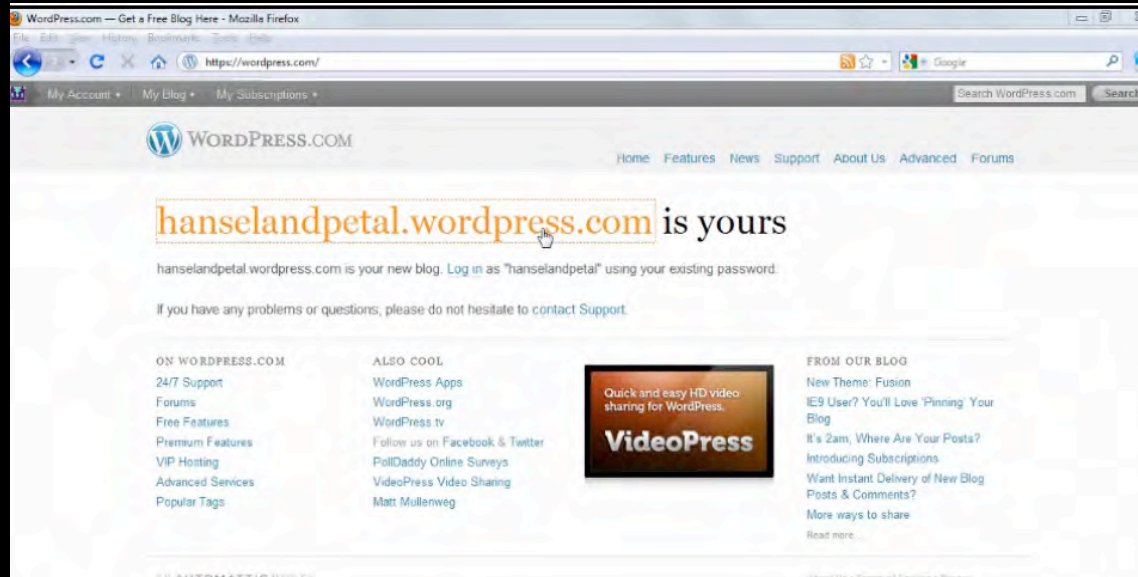 WordPress.com — Get a Free Blog Here - Mozilla Firefox
File Edit View History Bookmarks Tools Help
https://wordpress.com/
Google
My Account
My Blog
My Subscriptions
Search WordPress.com
Search
WORDPRESS.COM
Home Features News Support About Us Advanced Forums
hanselandpetal.wordpress.com is yours
hanselandpetal.wordpress.com is your new blog. Log in as "hanselandpetal" using your existing password.
If you have any problems or questions, please do not hesitate to contact Support.
ON WORDPRESS.COM
24/7 Support
Forums
Free Features
Premium Features
VIP Hosting
Advanced Services
Popular Tags
ALSO COOL
WordPress Apps
WordPress.org
WordPress.tv
Follow us on Facebook & Twitter
PollDaddy Online Surveys
VideoPress Video Sharing
Matt Mullenweg
Quick and easy HD video
sharing for WordPress.
VideoPress
FROM OUR BLOG
New Theme: Fusion
IE9 User? You'll Love 'Pinning' Your
Blog
It's 2am, Where Are Your Posts?
Introducing Subscriptions
Want Instant Delivery of New Blog
Posts & Comments?
More ways to share
Read more...